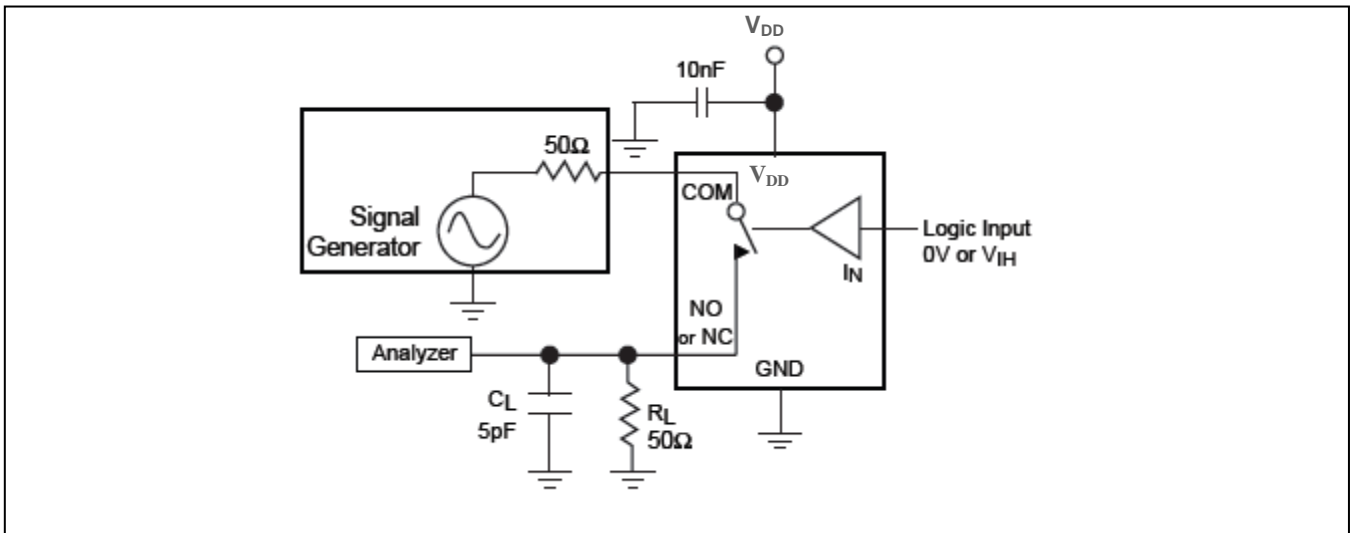 VDD
10nF
50Ω
VDD
COM
Signal
Generator
Logic Input
0V or VIH
IN
NO
or NC
Analyzer
GND
CL
5pF
RL
50Ω